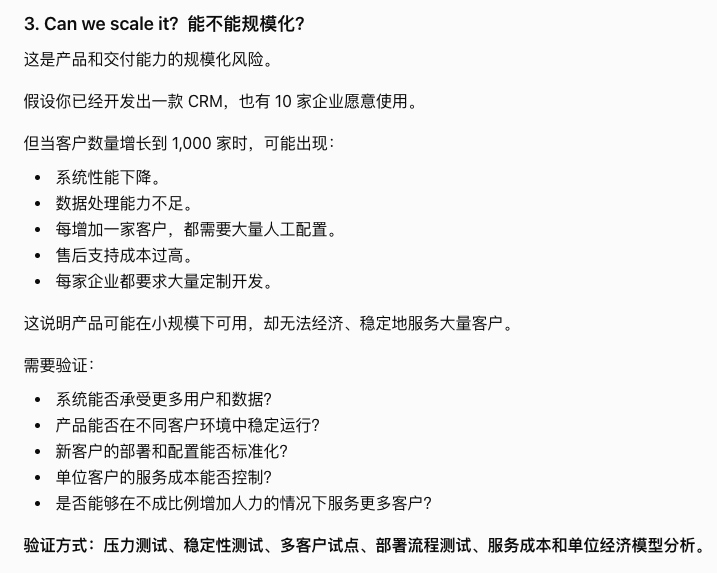 3. Can we scale it？能不能规模化？
这是产品和交付能力的规模化风险。
假设你已经开发出一款 CRM，也有 10 家企业愿意使用。
但当客户数量增长到 1,000 家时，可能出现：
• 系统性能下降。
• 数据处理能力不足。
• 每增加一家客户，都需要大量人工配置。
• 售后支持成本过高。
• 每家企业都要求大量定制开发。
这说明产品可能在小规模下可用，却无法经济、稳定地服务大量客户。
需要验证：
• 系统能否承受更多用户和数据？
• 产品能否在不同客户环境中稳定运行？
• 新客户的部署和配置能否标准化？
• 单位客户的服务成本能否控制？
• 是否能够在不成比例增加人力的情况下服务更多客户？
验证方式：压力测试、稳定性测试、多客户试点、部署流程测试、服务成本和单位经济模型分析。